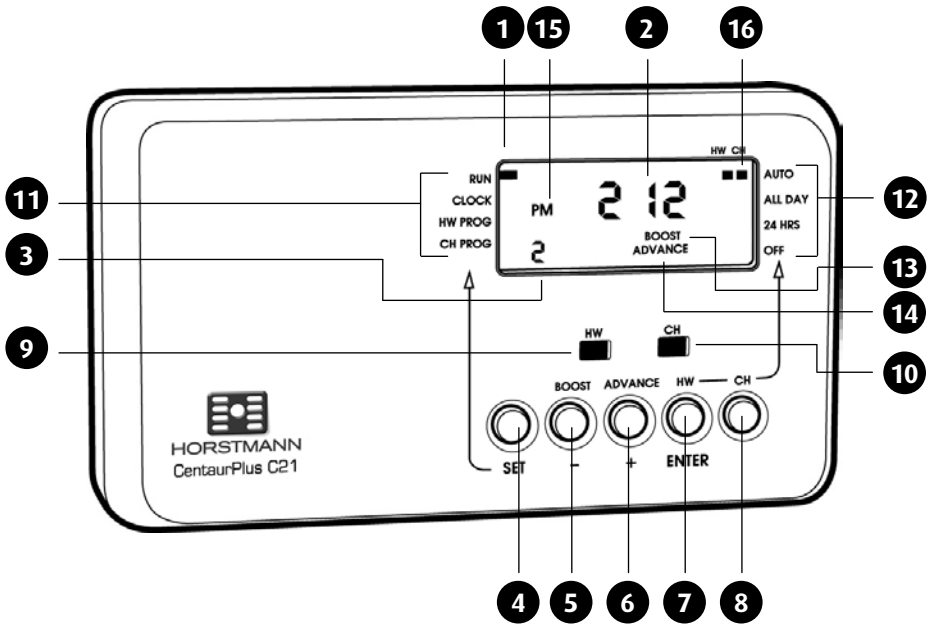 1 15 2 16
HW CH
RUN AUTO
11 CLOCK PM 2 12 ALL DAY 12
HW PROG 24 HRS
3 CH PROG 2 BOOST OFF
ADVANCE 13
14
9 HW CH 10
BOOST ADVANCE HW CH
HORSTMANN
CentaurPlus C21
SET - + ENTER
4 5 6 7 8